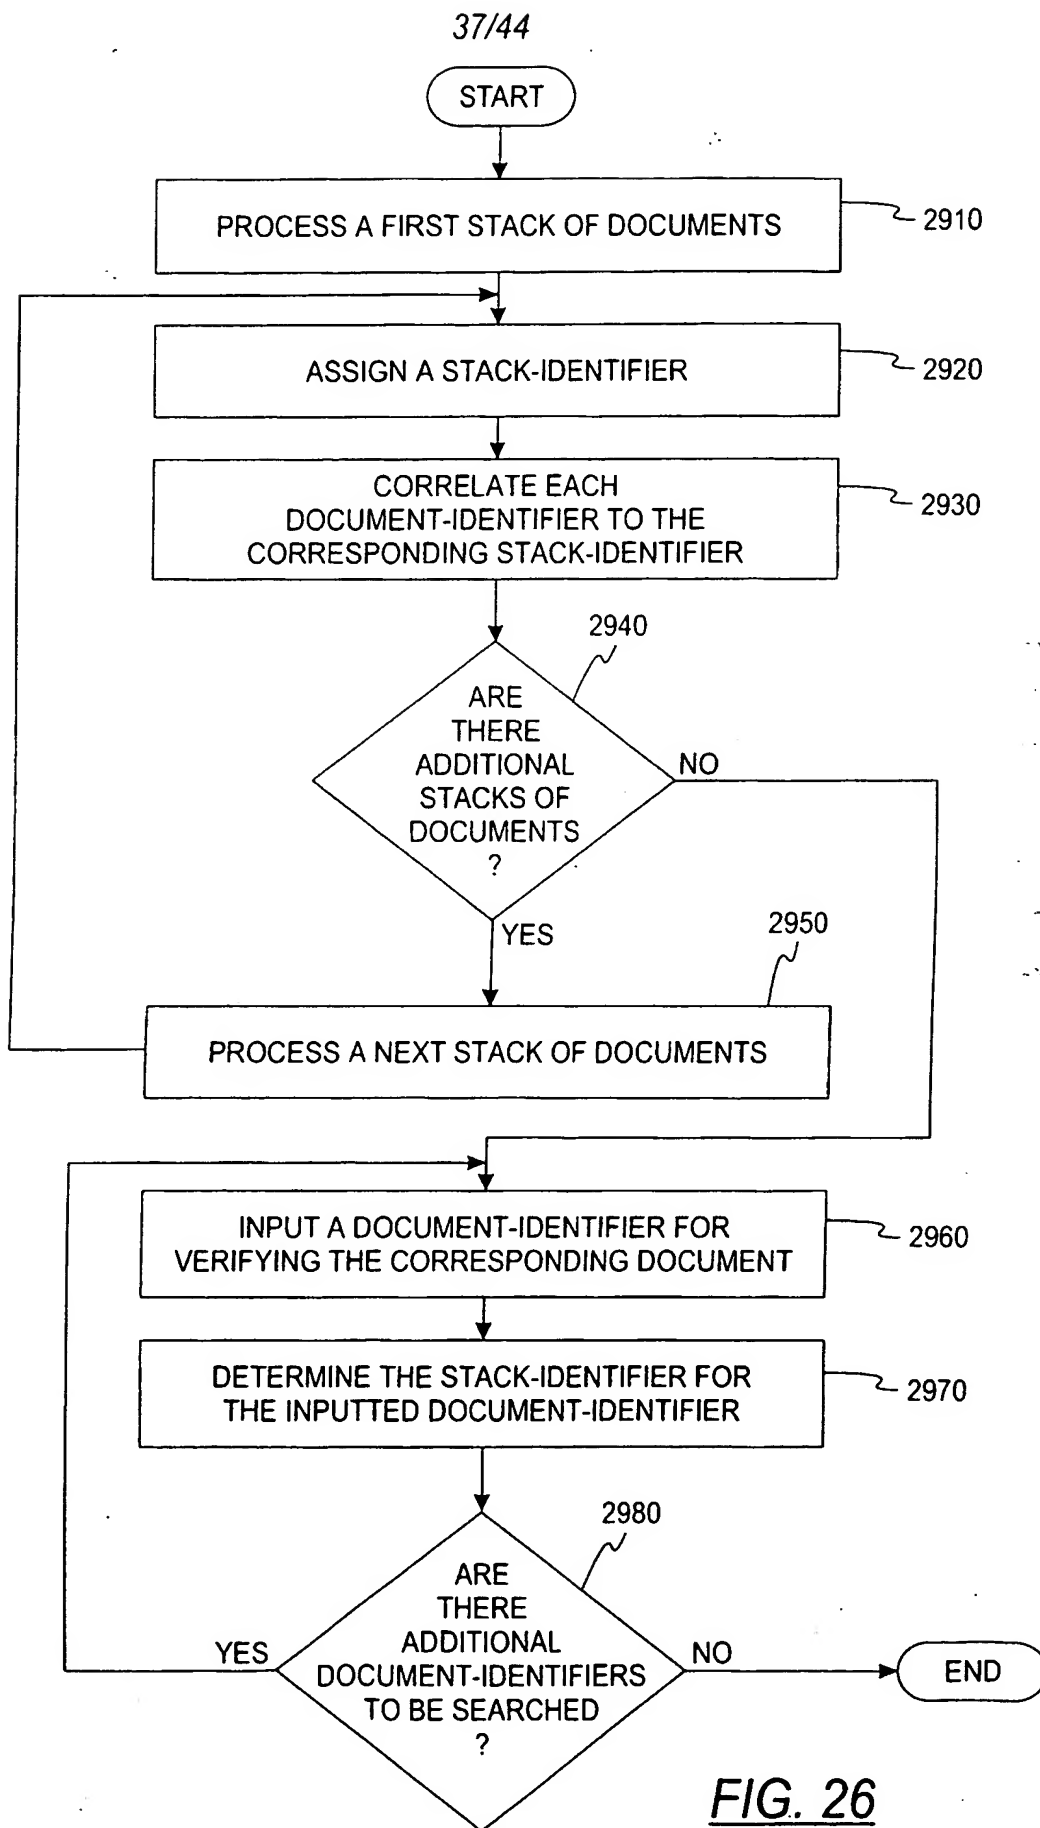 37/44
START
PROCESS A FIRST STACK OF DOCUMENTS
2910
ASSIGN A STACK-IDENTIFIER
2920
CORRELATE EACH
DOCUMENT-IDENTIFIER TO THE
CORRESPONDING STACK-IDENTIFIER
2930
2940
ARE
THERE
ADDITIONAL
STACKS OF
DOCUMENTS
?
NO
YES
2950
PROCESS A NEXT STACK OF DOCUMENTS
INPUT A DOCUMENT-IDENTIFIER FOR
VERIFYING THE CORRESPONDING DOCUMENT
2960
DETERMINE THE STACK-IDENTIFIER FOR
THE INPUTTED DOCUMENT-IDENTIFIER
2970
2980
ARE
THERE
ADDITIONAL
DOCUMENT-IDENTIFIERS
TO BE SEARCHED
?
YES
NO
END
FIG. 26